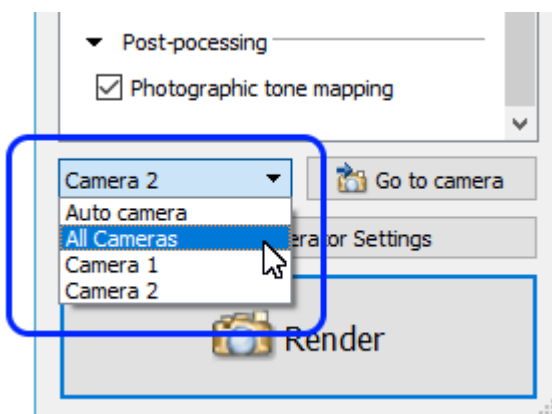 Post-pocessing
Photographic tone mapping
Camera 2
Go to camera
Auto camera
All Cameras
Settings
Camera 1
Camera 2
Render